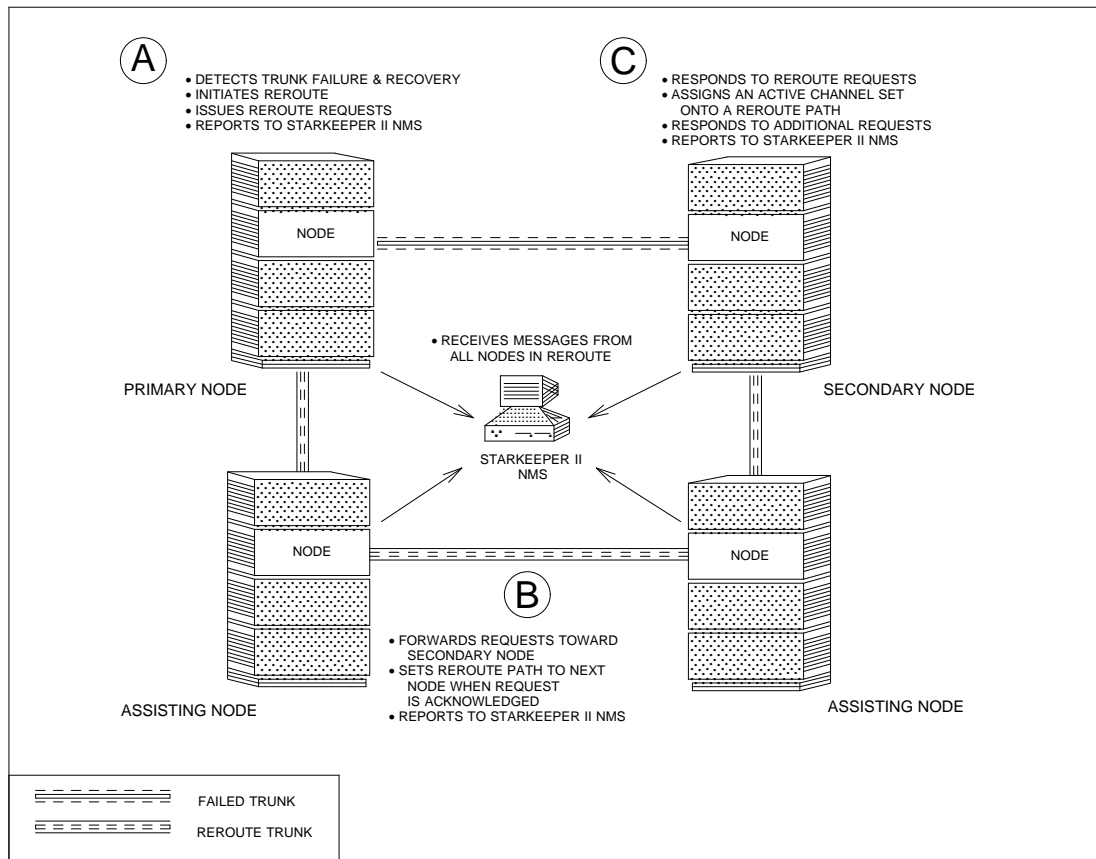 A
• DETECTS TRUNK FAILURE & RECOVERY
• INITIATES REROUTE
• ISSUES REROUTE REQUESTS
• REPORTS TO STARKEEPER II NMS
C
• RESPONDS TO REROUTE REQUESTS
• ASSIGNS AN ACTIVE CHANNEL SET
ONTO A REROUTE PATH
• RESPONDS TO ADDITIONAL REQUESTS
• REPORTS TO STARKEEPER II NMS
NODE
NODE
• RECEIVES MESSAGES FROM
ALL NODES IN REROUTE
PRIMARY NODE
SECONDARY NODE
STARKEEPER II
NMS
NODE
NODE
B
• FORWARDS REQUESTS TOWARD
SECONDARY NODE
• SETS REROUTE PATH TO NEXT
NODE WHEN REQUEST
IS ACKNOWLEDGED
• REPORTS TO STARKEEPER II NMS
ASSISTING NODE
ASSISTING NODE
FAILED TRUNK
REROUTE TRUNK